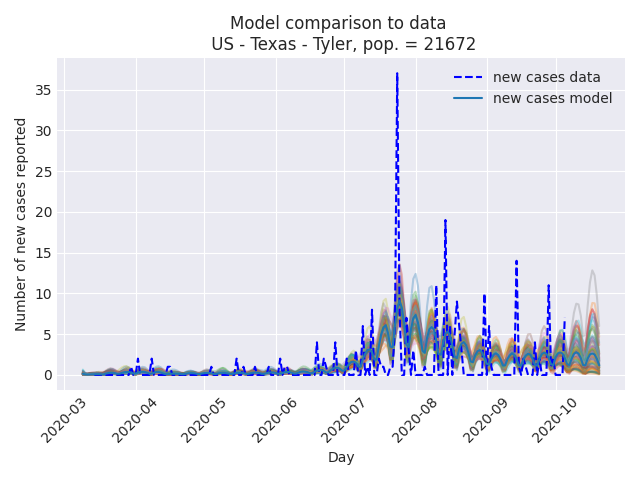 Model comparison to data
US - Texas - Tyler, pop. = 21672
new cases data
new cases model
Number of new cases reported
35
30
25
20
15
10
5
0
2020-03
2020-04
2020-05
2020-06
2020-07
2020-08
2020-09
2020-10
Day